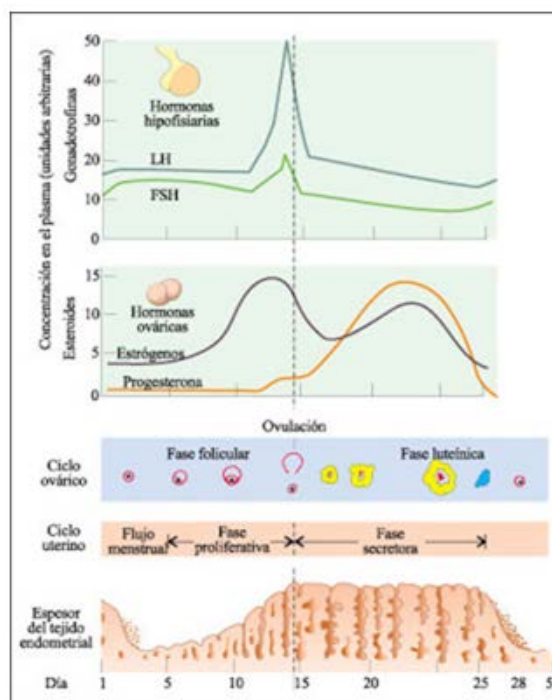 Concentración en el plasma (unidades arbitrarias)
Gonadotrofinas
50
40
30
20
10
0
Hormonas
hipofisiarias
LH
FSH
Esteroides
15
10
5
0
Hormonas
ováricas
Estrógenos
Progesterona
Ovulación
Ciclo
ovárico
Fase folicular
Fase luteínica
Ciclo
uterino
Flujo
menstrual
Fase
proliferativa
Fase
secretora
Espesor
del tejido
endometrial
Día 1 5 10 15 20 25 28 5